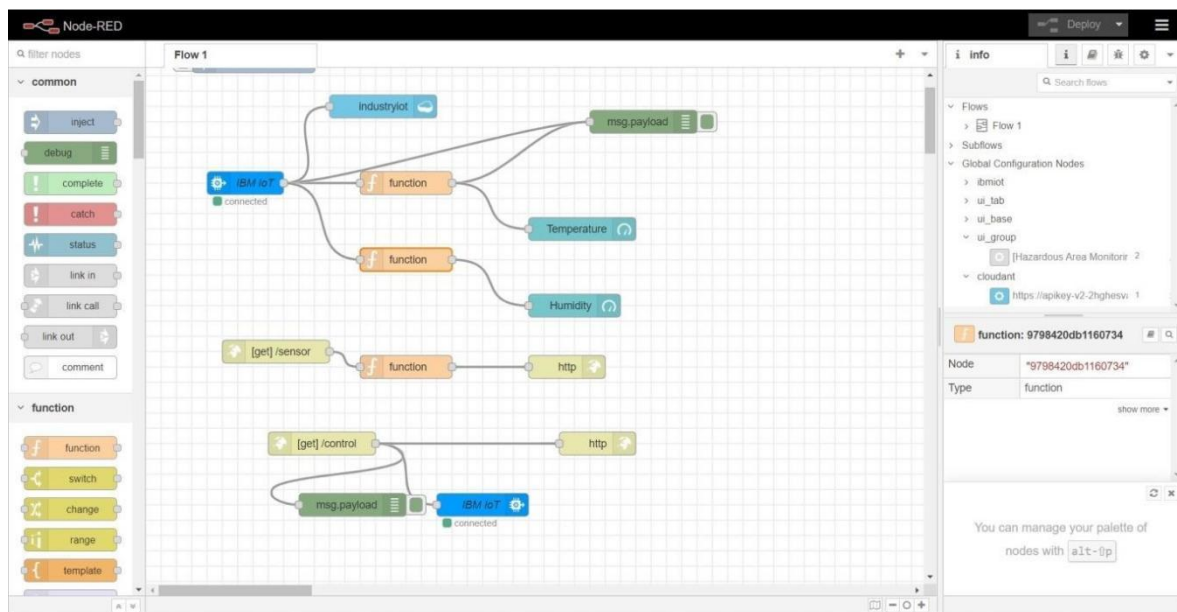 Node-RED
Deploy
filter nodes
common
inject
debug
complete
catch
status
link in
link call
link out
comment
function
function
switch
change
range
template
Flow 1
industryiot
msg.payload
IBM IoT
connected
function
Temperature
function
Humidity
[get] /sensor
function
http
[get] /control
http
msg.payload
IBM IoT
connected
i info
i
Search flows
Flows
Flow 1
Subflows
Global Configuration Nodes
ibmiot
ui_tab
ui_base
ui_group
[Hazardous Area Monitorin 2
cloudant
https://apikey-v2-2hghesv 1
function: 9798420db1160734
Node "9798420db1160734"
Type function
show more
You can manage your palette of
nodes with alt-⇧p